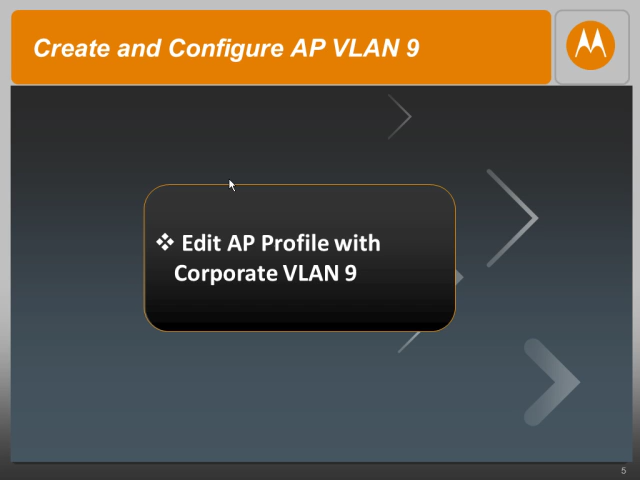 Create and Configure AP VLAN 9
❖ Edit AP Profile with
Corporate VLAN 9
5